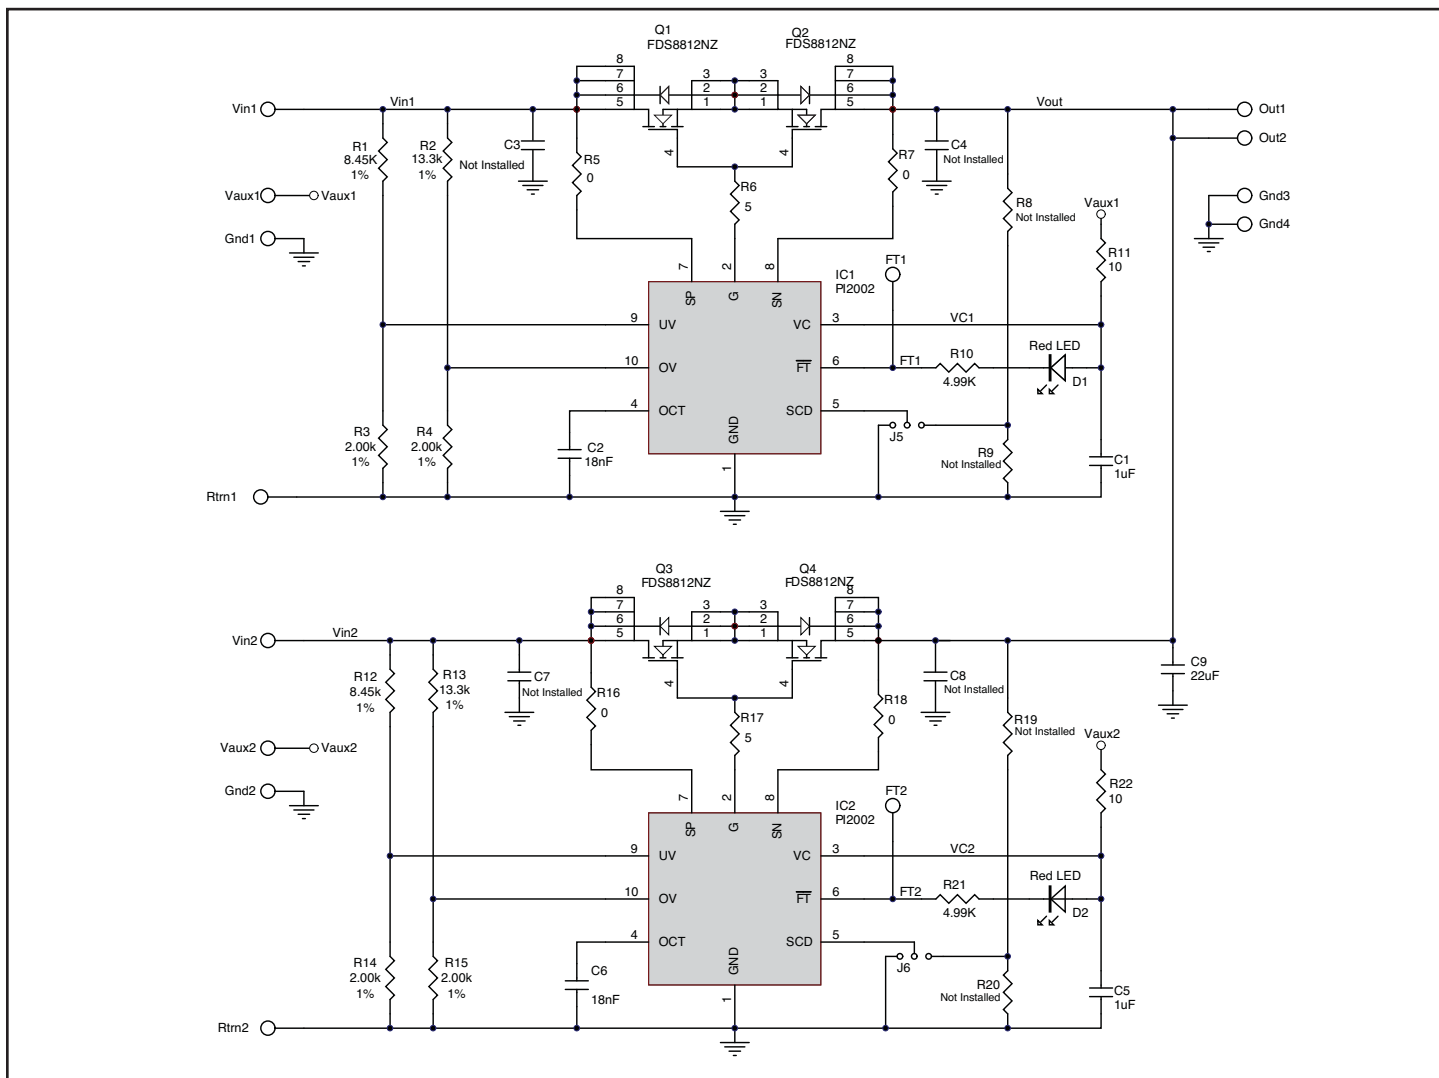 Q1
FDS8812NZ
Q2
FDS8812NZ
8
7
6
5
3
2
1
3
2
1
8
7
6
5
Vin1
Vin1
Vout
Out1
Out2
R1
8.45K
1%
R2
13.3k
1%
C3
Not Installed
4
4
R5
0
R6
5
R7
0
C4
Not Installed
R8
Not Installed
Vaux1
Vaux1
Gnd1
Gnd3
Gnd4
Vaux1
R11
10
7
2
8
SP
G
SN
IC1
PI2002
FT1
9
UV
VC
3
VC1
10
OV
FT
6
FT1
R10
4.99K
Red LED
D1
4
OCT
SCD
5
GND
1
J5
R3
2.00k
1%
R4
2.00k
1%
C2
18nF
R9
Not Installed
C1
1uF
Rtrn1
Q3
FDS8812NZ
Q4
FDS8812NZ
8
7
6
5
3
2
1
3
2
1
8
7
6
5
Vin2
Vin2
R12
8.45k
1%
R13
13.3k
1%
C7
Not Installed
4
4
R16
0
R17
5
R18
0
C8
Not Installed
R19
Not Installed
C9
22uF
Vaux2
Vaux2
Gnd2
Vaux2
R22
10
7
2
8
SP
G
SN
IC2
PI2002
FT2
9
UV
VC
3
VC2
10
OV
FT
6
FT2
R21
4.99K
Red LED
D2
4
OCT
SCD
5
GND
1
J6
R14
2.00k
1%
R15
2.00k
1%
C6
18nF
R20
Not Installed
C5
1uF
Rtrn2